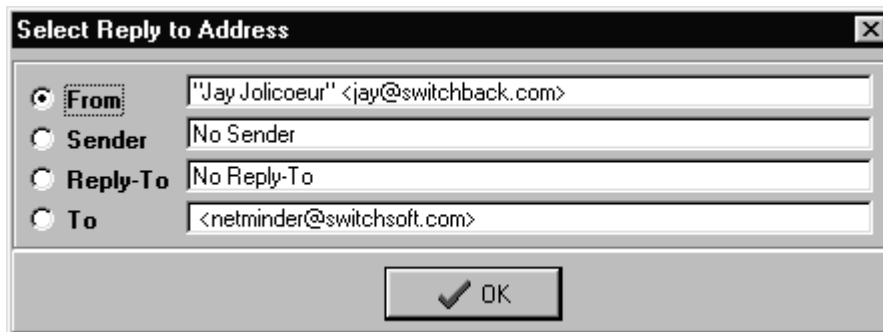 Select Reply to Address
From "Jay Jolicoeur" <jay@switchback.com>
Sender No Sender
Reply-To No Reply-To
To <netminder@switchsoft.com>
OK